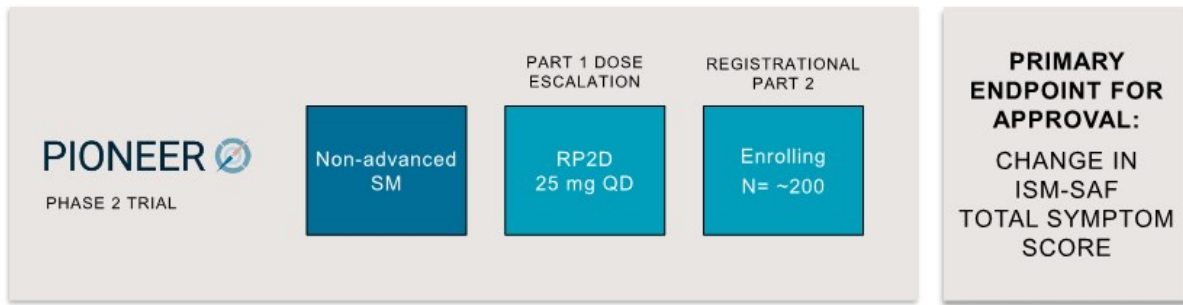 PIONEER
PHASE 2 TRIAL
Non-advanced
SM
PART 1 DOSE
ESCALATION
RP2D
25 mg QD
REGISTRATIONAL
PART 2
Enrolling
N= ~200
PRIMARY
ENDPOINT FOR
APPROVAL:
CHANGE IN
ISM-SAF
TOTAL SYMPTOM
SCORE